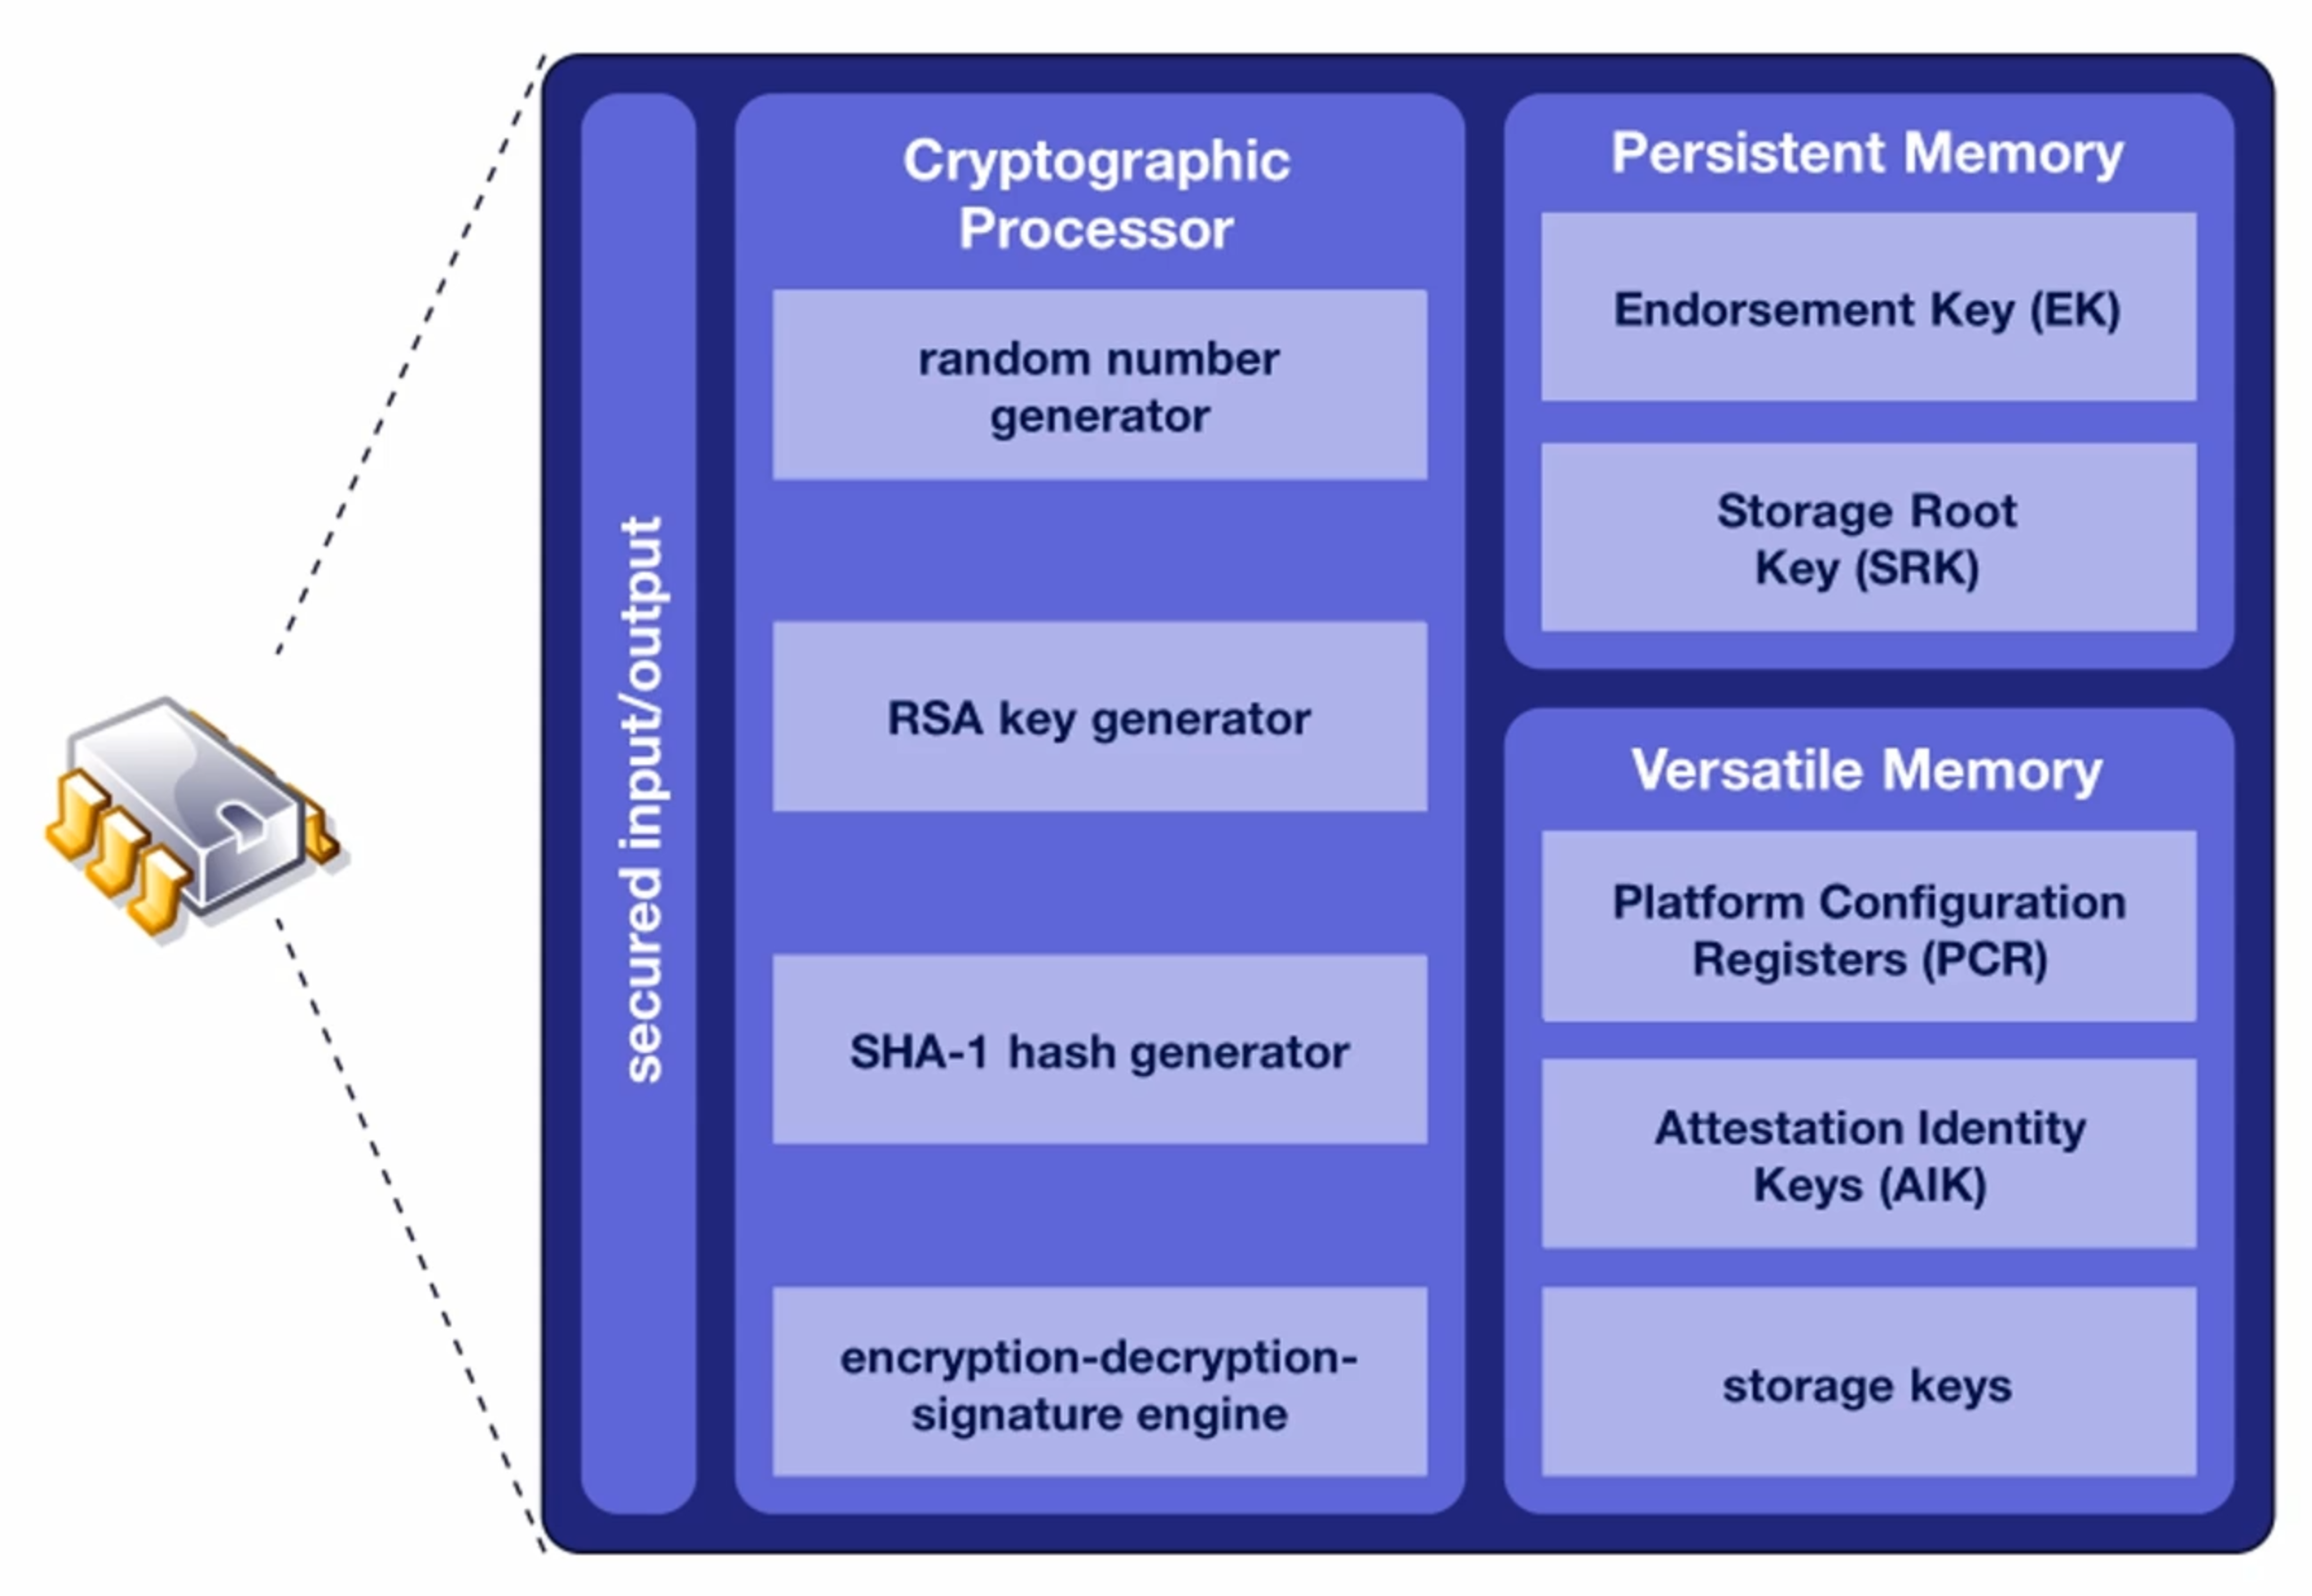 secured input/output
Cryptographic
Processor
random number
generator
RSA key generator
SHA-1 hash generator
encryption-decryption-
signature engine
Persistent Memory
Endorsement Key (EK)
Storage Root
Key (SRK)
Versatile Memory
Platform Configuration
Registers (PCR)
Attestation Identity
Keys (AIK)
storage keys